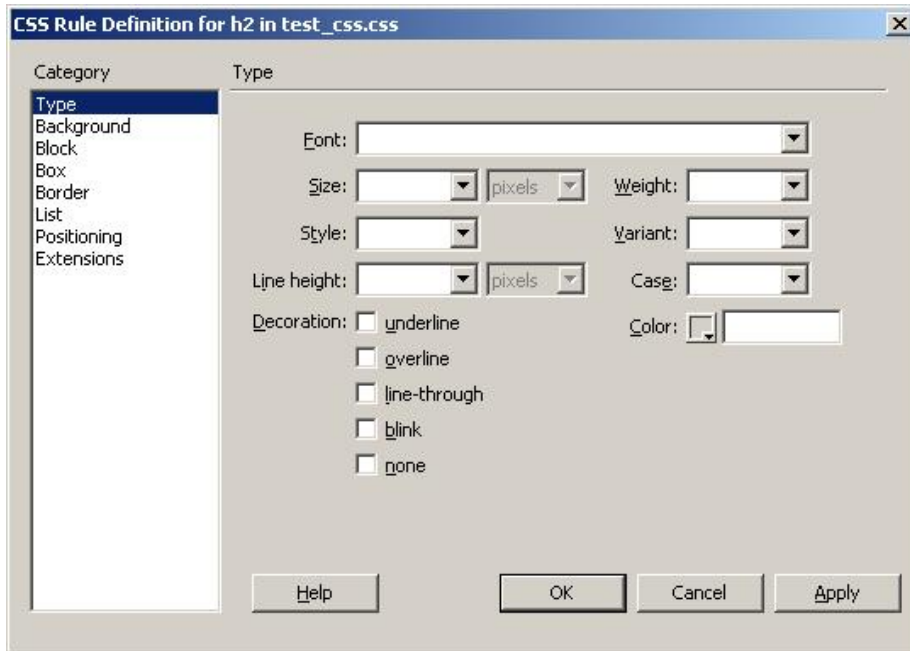 CSS Rule Definition for h2 in test_css.css
Category
Type
Background
Block
Box
Border
List
Positioning
Extensions
Type
Font:
Size: pixels Weight:
Style: Variant:
Line height: pixels Case:
Decoration: underline Color:
overline
line-through
blink
none
Help OK Cancel Apply